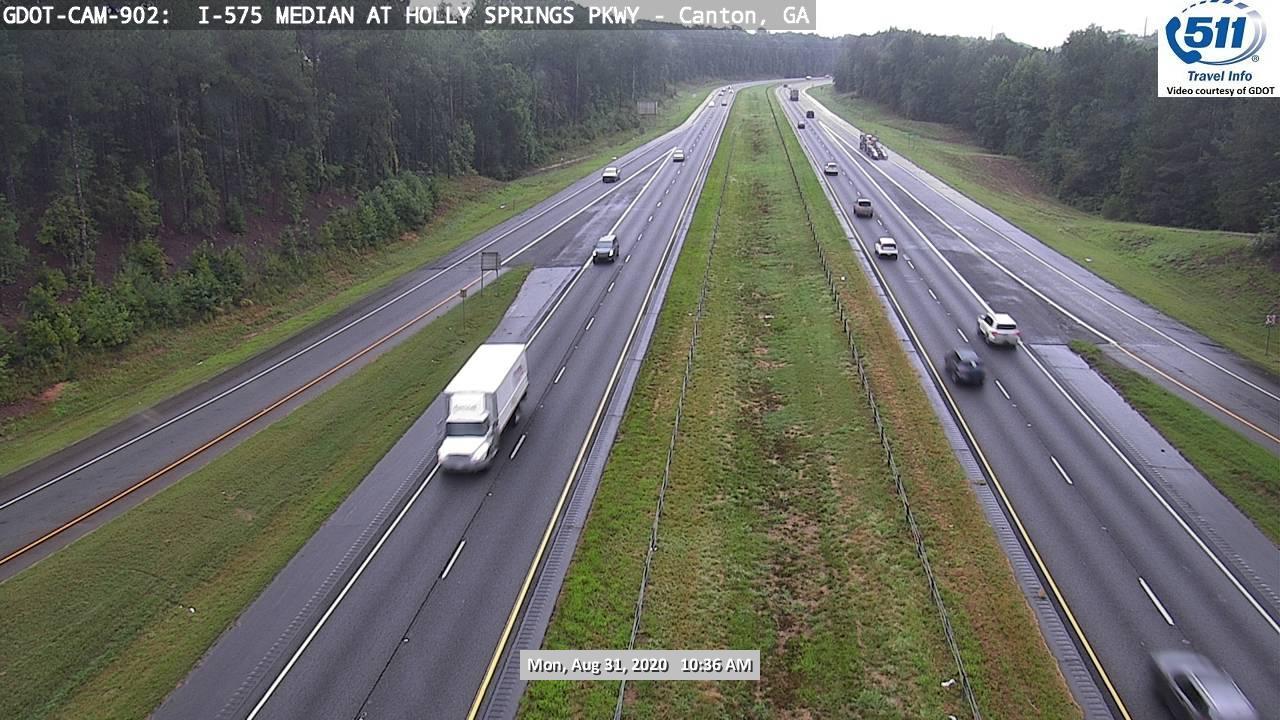 GDOT-CAM-902:  I-575 MEDIAN AT HOLLY SPRINGS PKWY - Canton, GA
511
®
Travel Info
Video courtesy of GDOT
Mon, Aug 31, 2020   10:36 AM